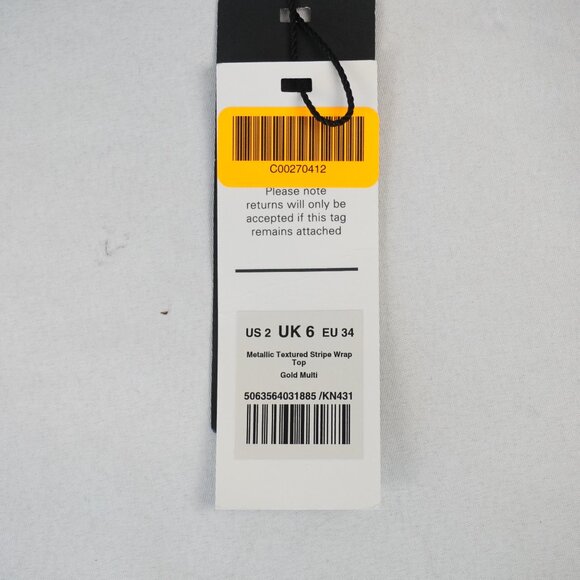 C00270412
Please note
returns will only be
accepted if this tag
remains attached
US 2 UK 6 EU 34
Metallic Textured Stripe Wrap
Top
Gold Multi
5063564031885 /KN431